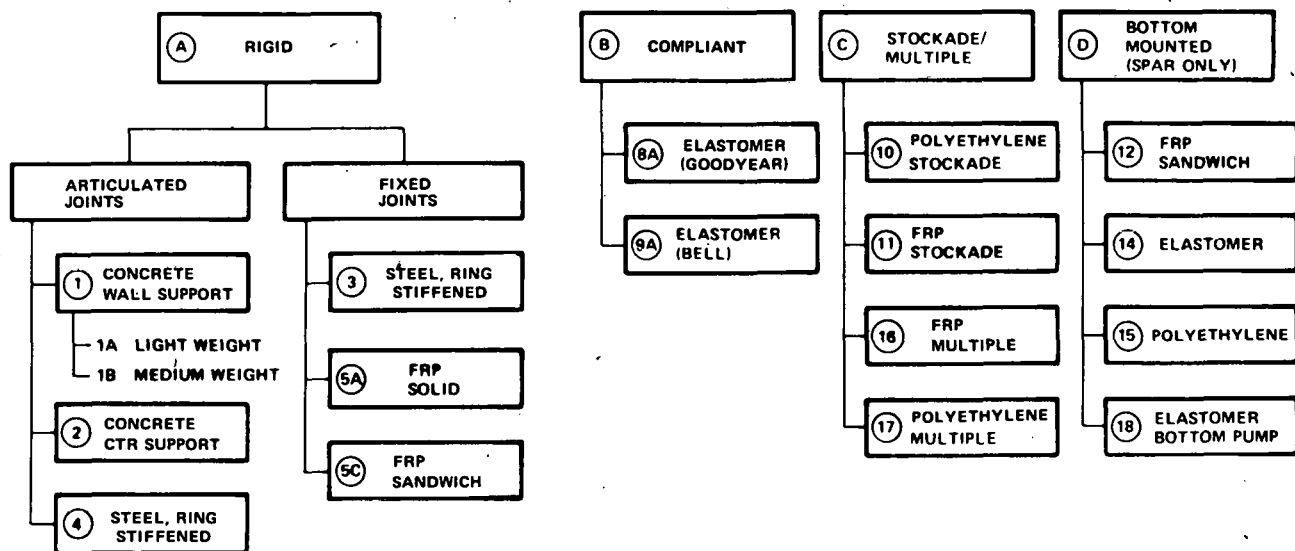 A RIGID
ARTICULATED
JOINTS
1 CONCRETE
WALL SUPPORT
1A LIGHT WEIGHT
1B MEDIUM WEIGHT
2 CONCRETE
CTR SUPPORT
4 STEEL, RING
STIFFENED
FIXED
JOINTS
3 STEEL, RING
STIFFENED
5A FRP
SOLID
5C FRP
SANDWICH
B COMPLIANT
8A ELASTOMER
(GOODYEAR)
9A ELASTOMER
(BELL)
C STOCKADE/
MULTIPLE
10 POLYETHYLENE
STOCKADE
11 FRP
STOCKADE
16 FRP
MULTIPLE
17 POLYETHYLENE
MULTIPLE
D BOTTOM
MOUNTED
(SPAR ONLY)
12 FRP
SANDWICH
14 ELASTOMER
15 POLYETHYLENE
18 ELASTOMER
BOTTOM PUMP